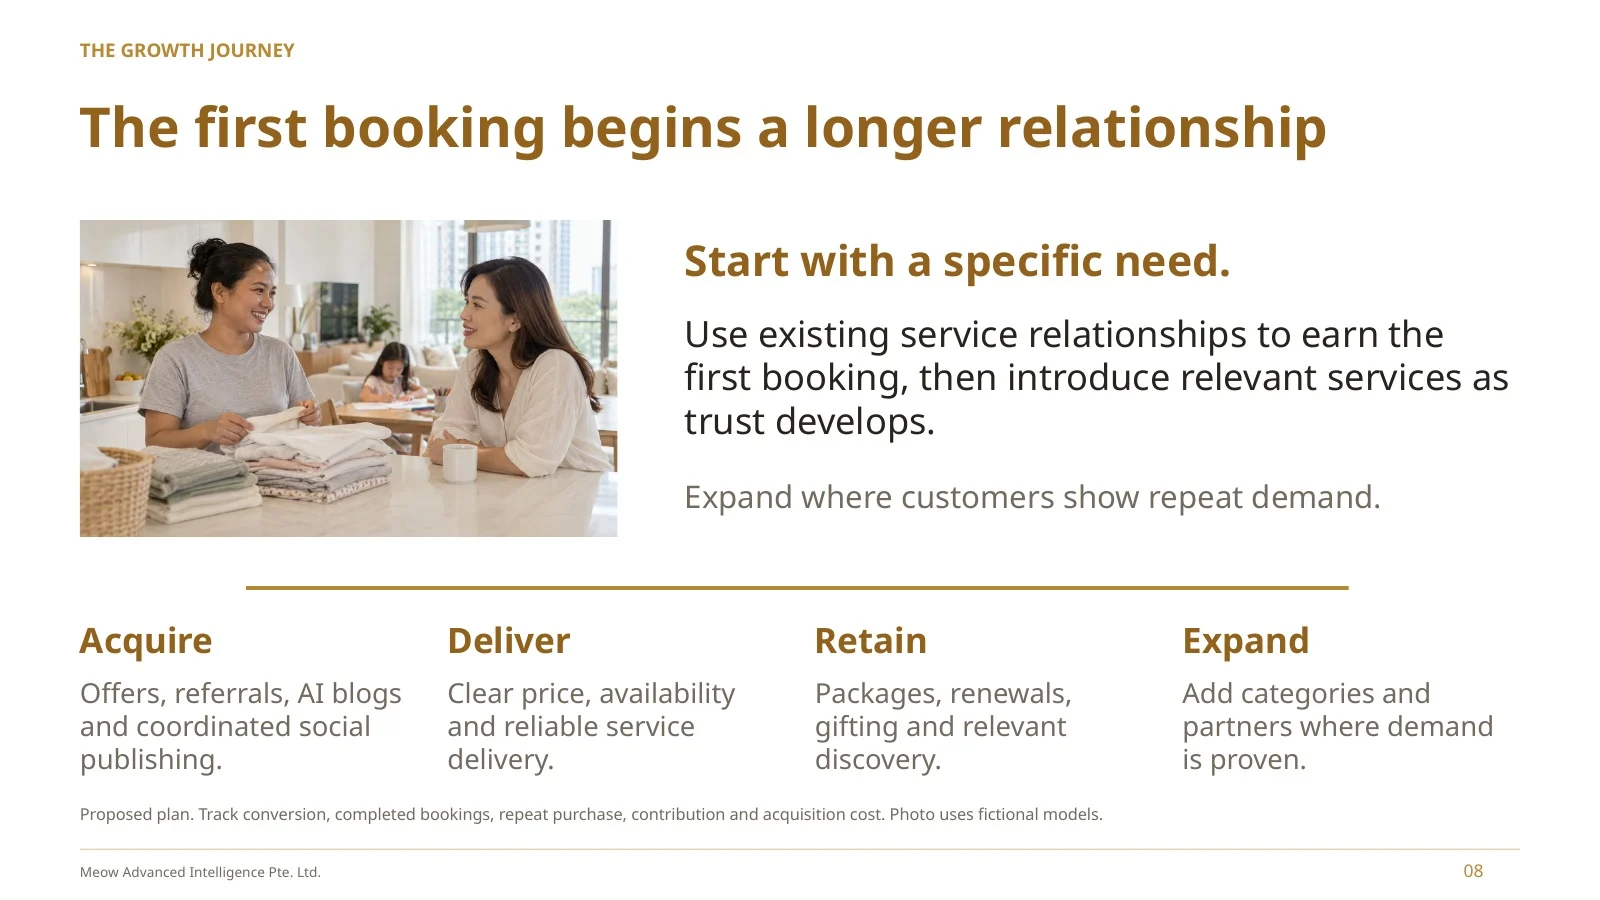 THE GROWTH JOURNEY
The first booking begins a longer relationship
Start with a specific need.
Use existing service relationships to earn the
first booking, then introduce relevant services as
trust develops.
Expand where customers show repeat demand.
Acquire
Offers, referrals, AI blogs
and coordinated social
publishing.
Deliver
Clear price, availability
and reliable service
delivery.
Retain
Packages, renewals,
gifting and relevant
discovery.
Expand
Add categories and
partners where demand
is proven.
Proposed plan. Track conversion, completed bookings, repeat purchase, contribution and acquisition cost. Photo uses fictional models.
Meow Advanced Intelligence Pte. Ltd.
08